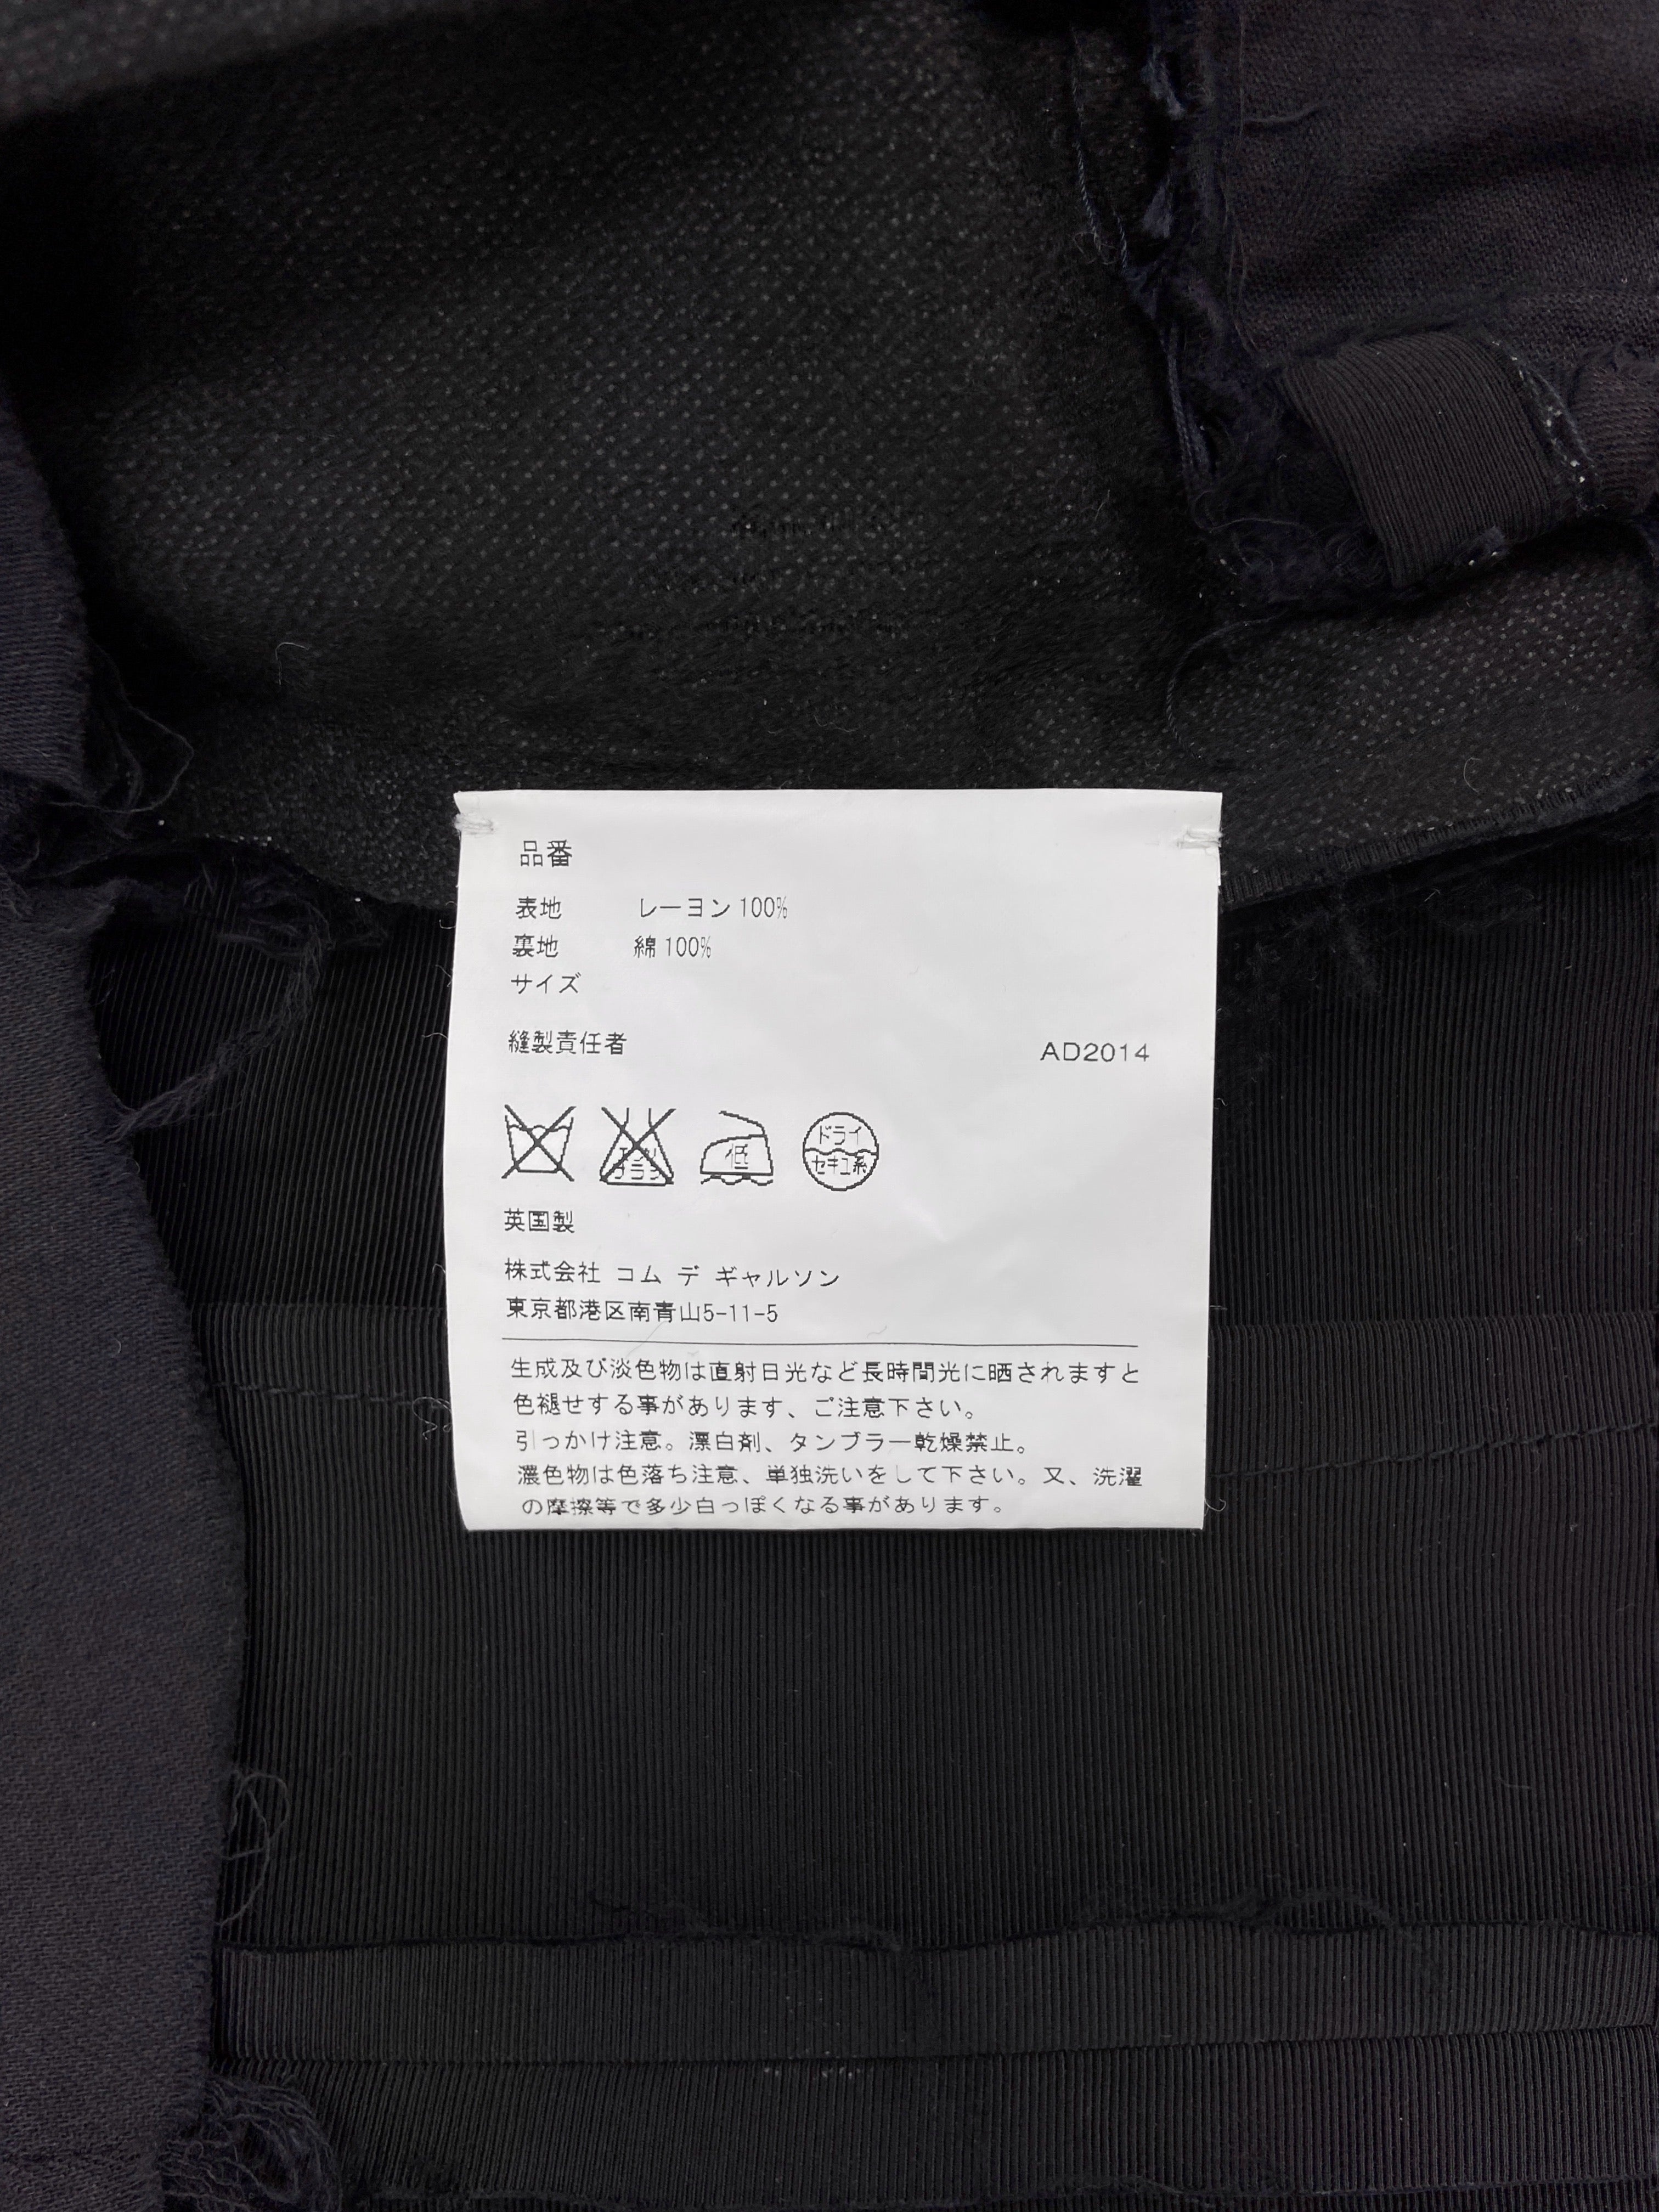 品番
表地 レーヨン100%
裏地 綿100%
サイズ
縫製責任者 AD2014
エンソ サラシ 低 ドライ セキユ系
英国製
株式会社 コム デ ギャルソン
東京都港区南青山5-11-5
生成及び淡色物は直射日光など長時間光に晒されますと
色褪せする事があります、ご注意下さい。
引っかけ注意。漂白剤、タンブラー乾燥禁止。
濃色物は色落ち注意、単独洗いをして下さい。又、洗濯
の摩擦等で多少白っぽくなる事があります。